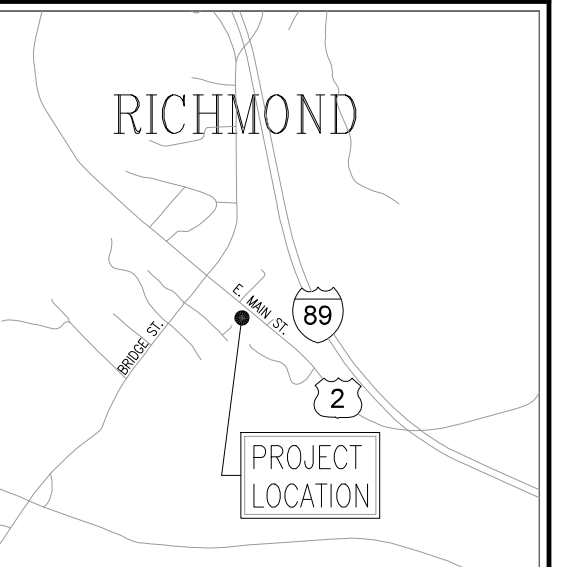 RICHMOND
E. MAIN ST.
89
BRIDGE ST.
2
PROJECT
LOCATION